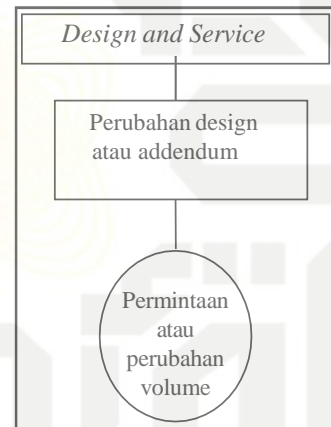 Design and Service
Perubahan design
atau addendum
Permintaan
atau
perubahan
volume